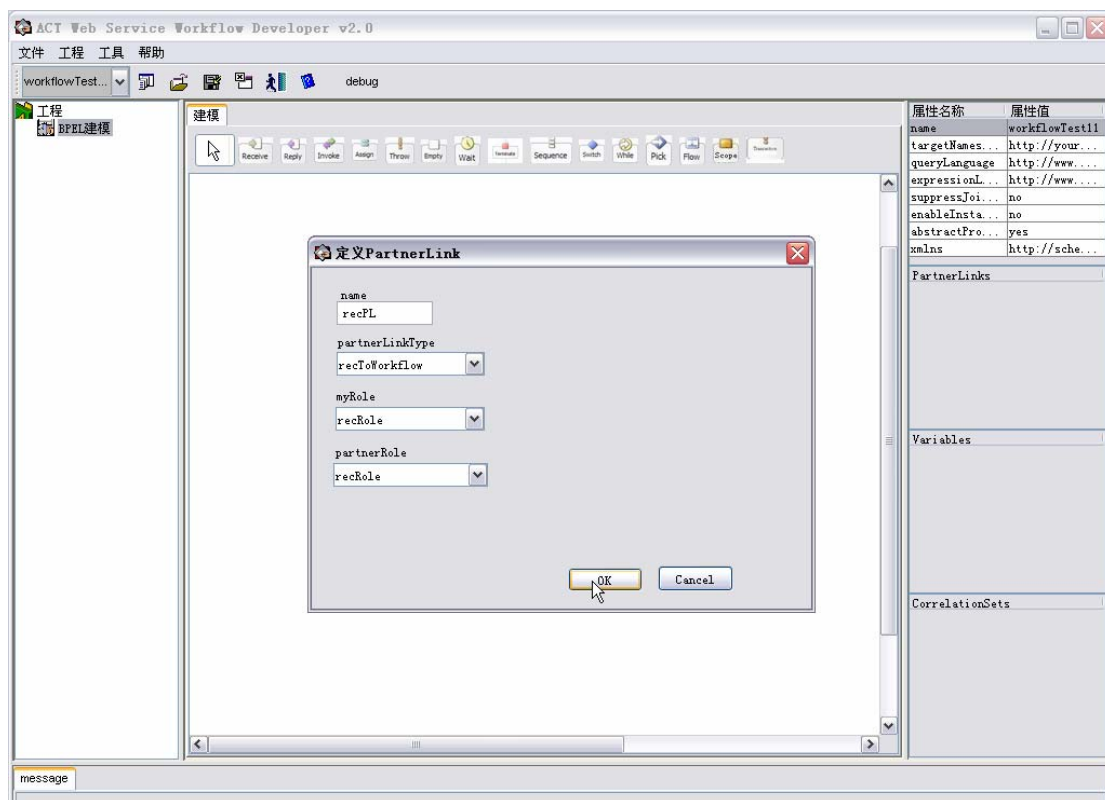 ACT Web Service Workflow Developer v2.0
文件 工程 工具 帮助
workflowTest... debug
工程
BPEL建模
建模
Receive Reply Invoke Assign Throw Empty Wait Terminate Sequence Switch While Pick Flow Scope
属性名称 属性值
name workflowTest11
targetNames... http://your...
queryLanguage http://www....
expressionL... http://www....
suppressJoi... no
enableInsta... no
abstractPro... yes
xmlns http://sche...
PartnerLinks
Variables
CorrelationSets
定义PartnerLink
name
recPL
partnerLinkType
recToWorkflow
myRole
recRole
partnerRole
recRole
OK Cancel
message